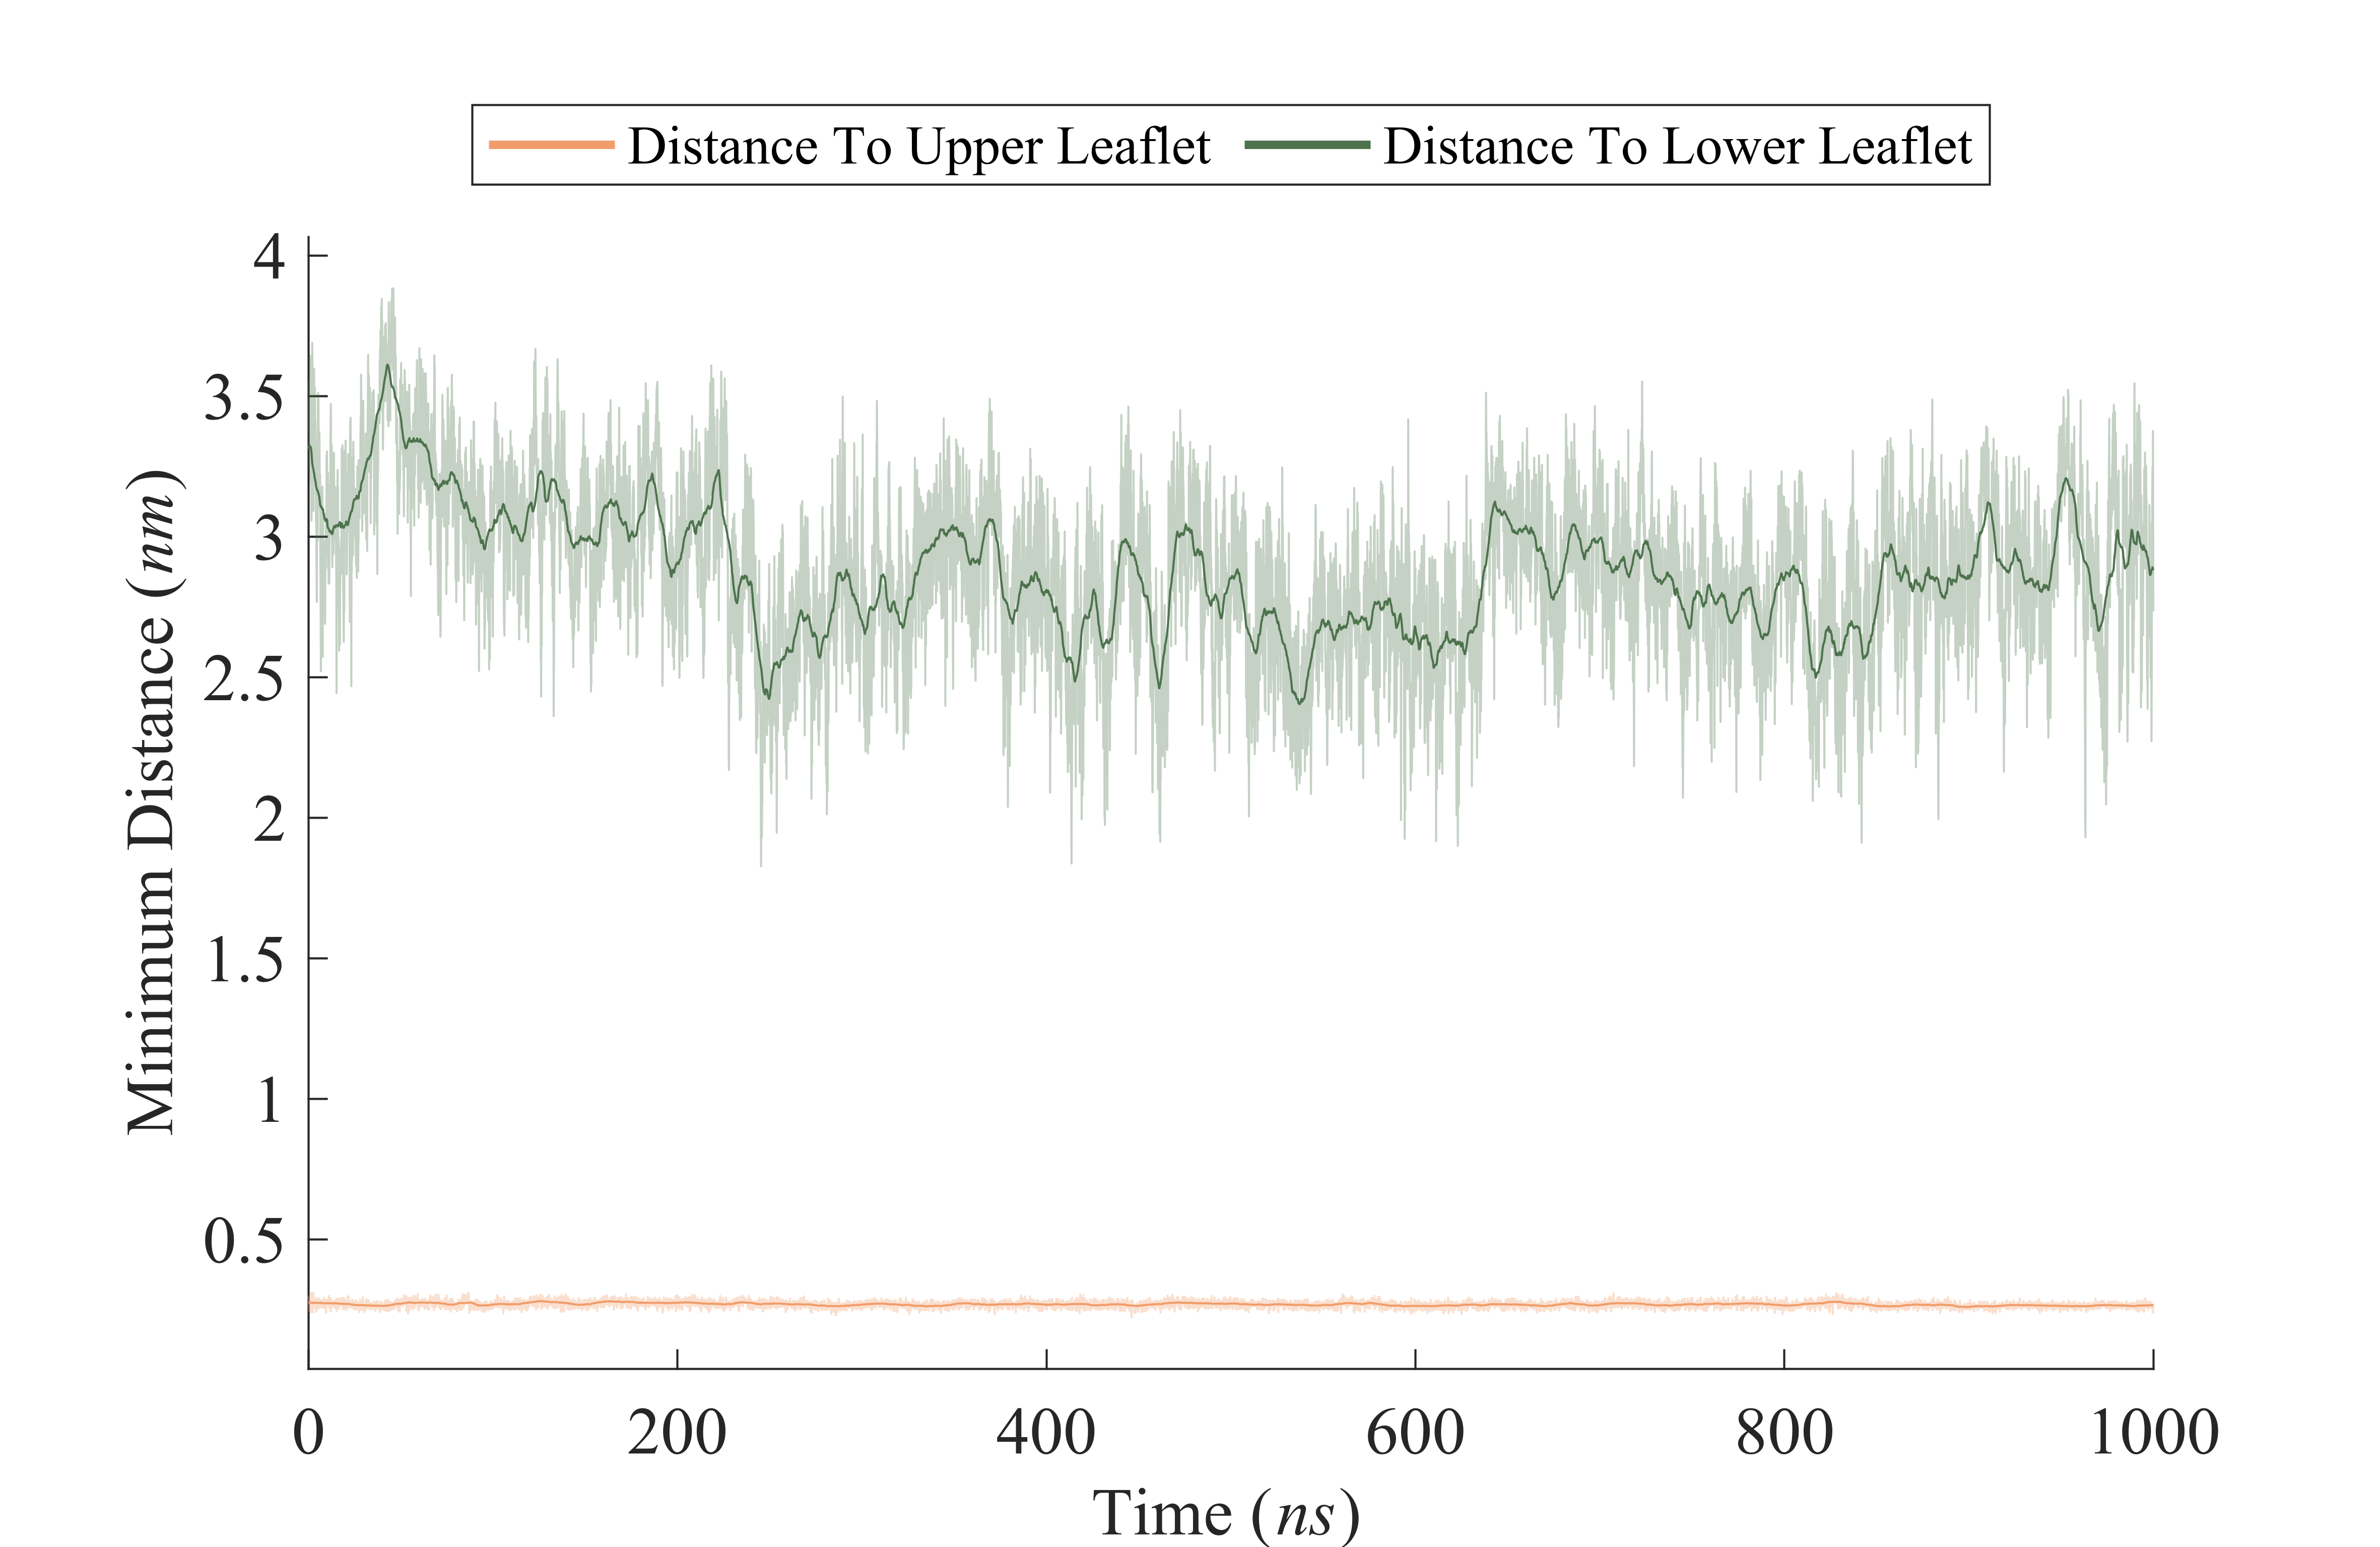 Distance To Upper Leaflet Distance To Lower Leaflet
4
3.5
3
2.5
2
1.5
1
0.5
Minimum Distance (nm)
0 200 400 600 800 1000
Time (ns)